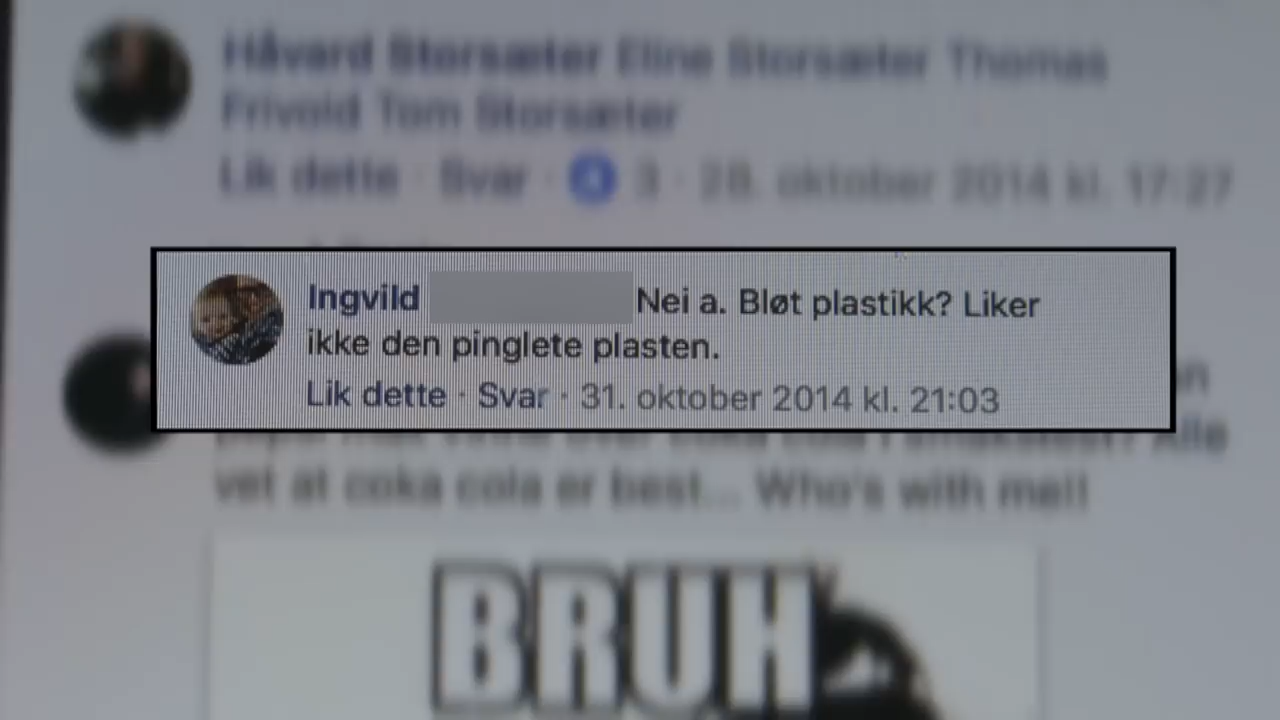 Håvard Storsæter Eline Storsæter Thomas
Frivold Tom Storsæter
Lik dette · Svar · 3 · 28. oktober 2014 kl. 17:27
Ingvild Nei a. Bløt plastikk? Liker
ikke den pinglete plasten.
Lik dette · Svar · 31. oktober 2014 kl. 21:03
vet at coka cola er best... Who's with me!!
BRUH